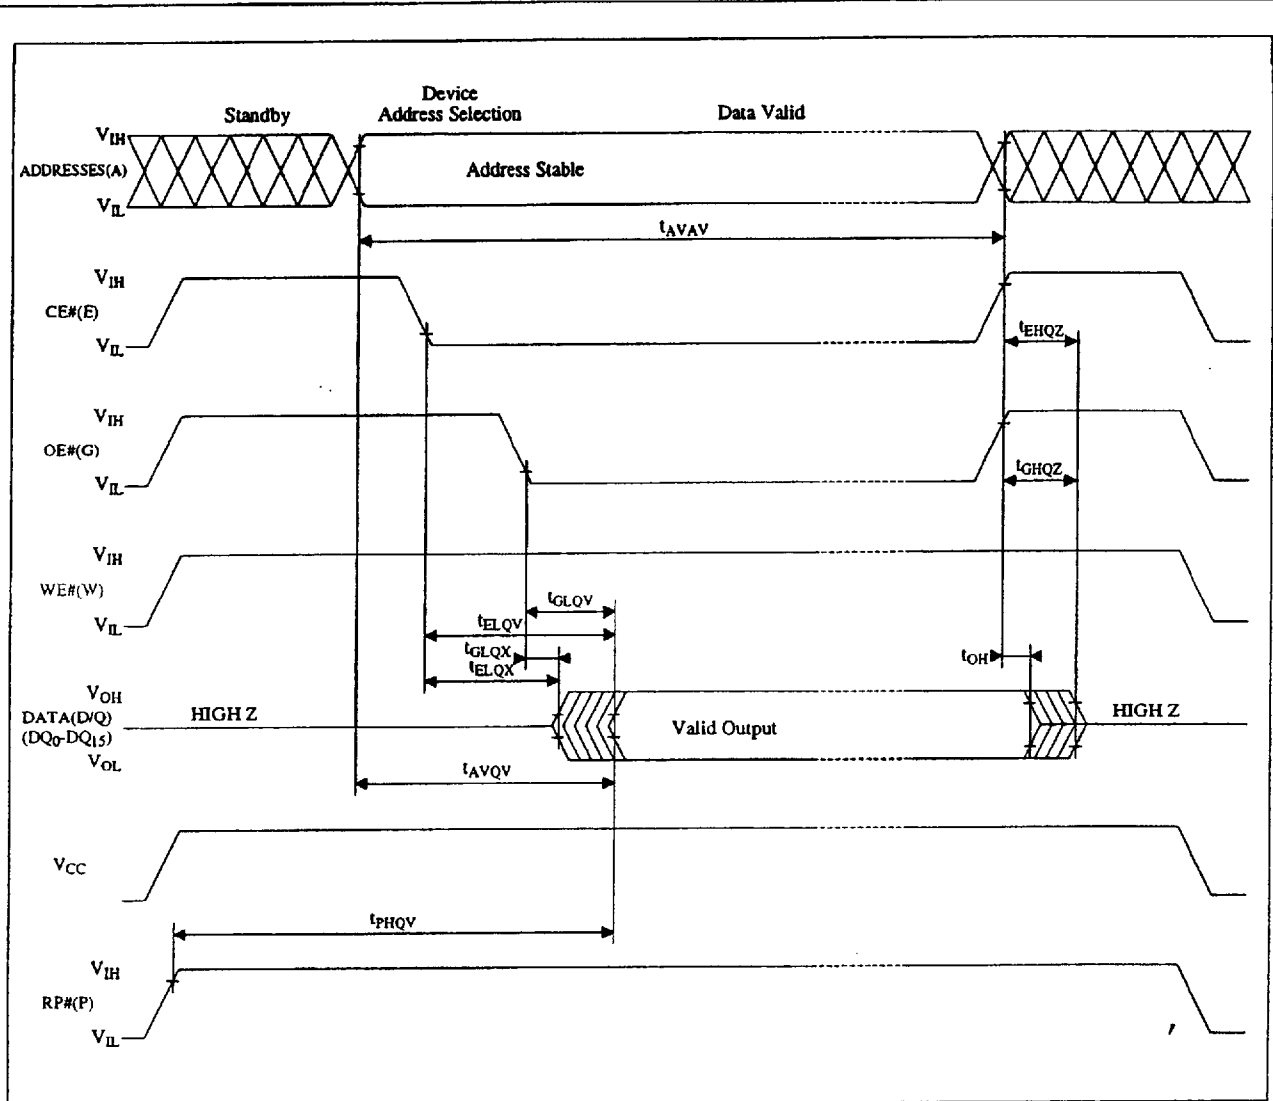 Standby
Device
Address Selection
Data Valid
VIH
ADDRESSES(A)
VIL
Address Stable
tAVAV
VIH
CE#(E)
VIL
tEHQZ
VIH
OE#(G)
VIL
tGHQZ
VIH
WE#(W)
VIL
tGLQV
tELQV
tGLQX
tELQX
tOH
VOH
DATA(D/Q)
(DQ0-DQ15)
VOL
HIGH Z
Valid Output
HIGH Z
tAVQV
VCC
tPHQV
VIH
RP#(P)
VIL